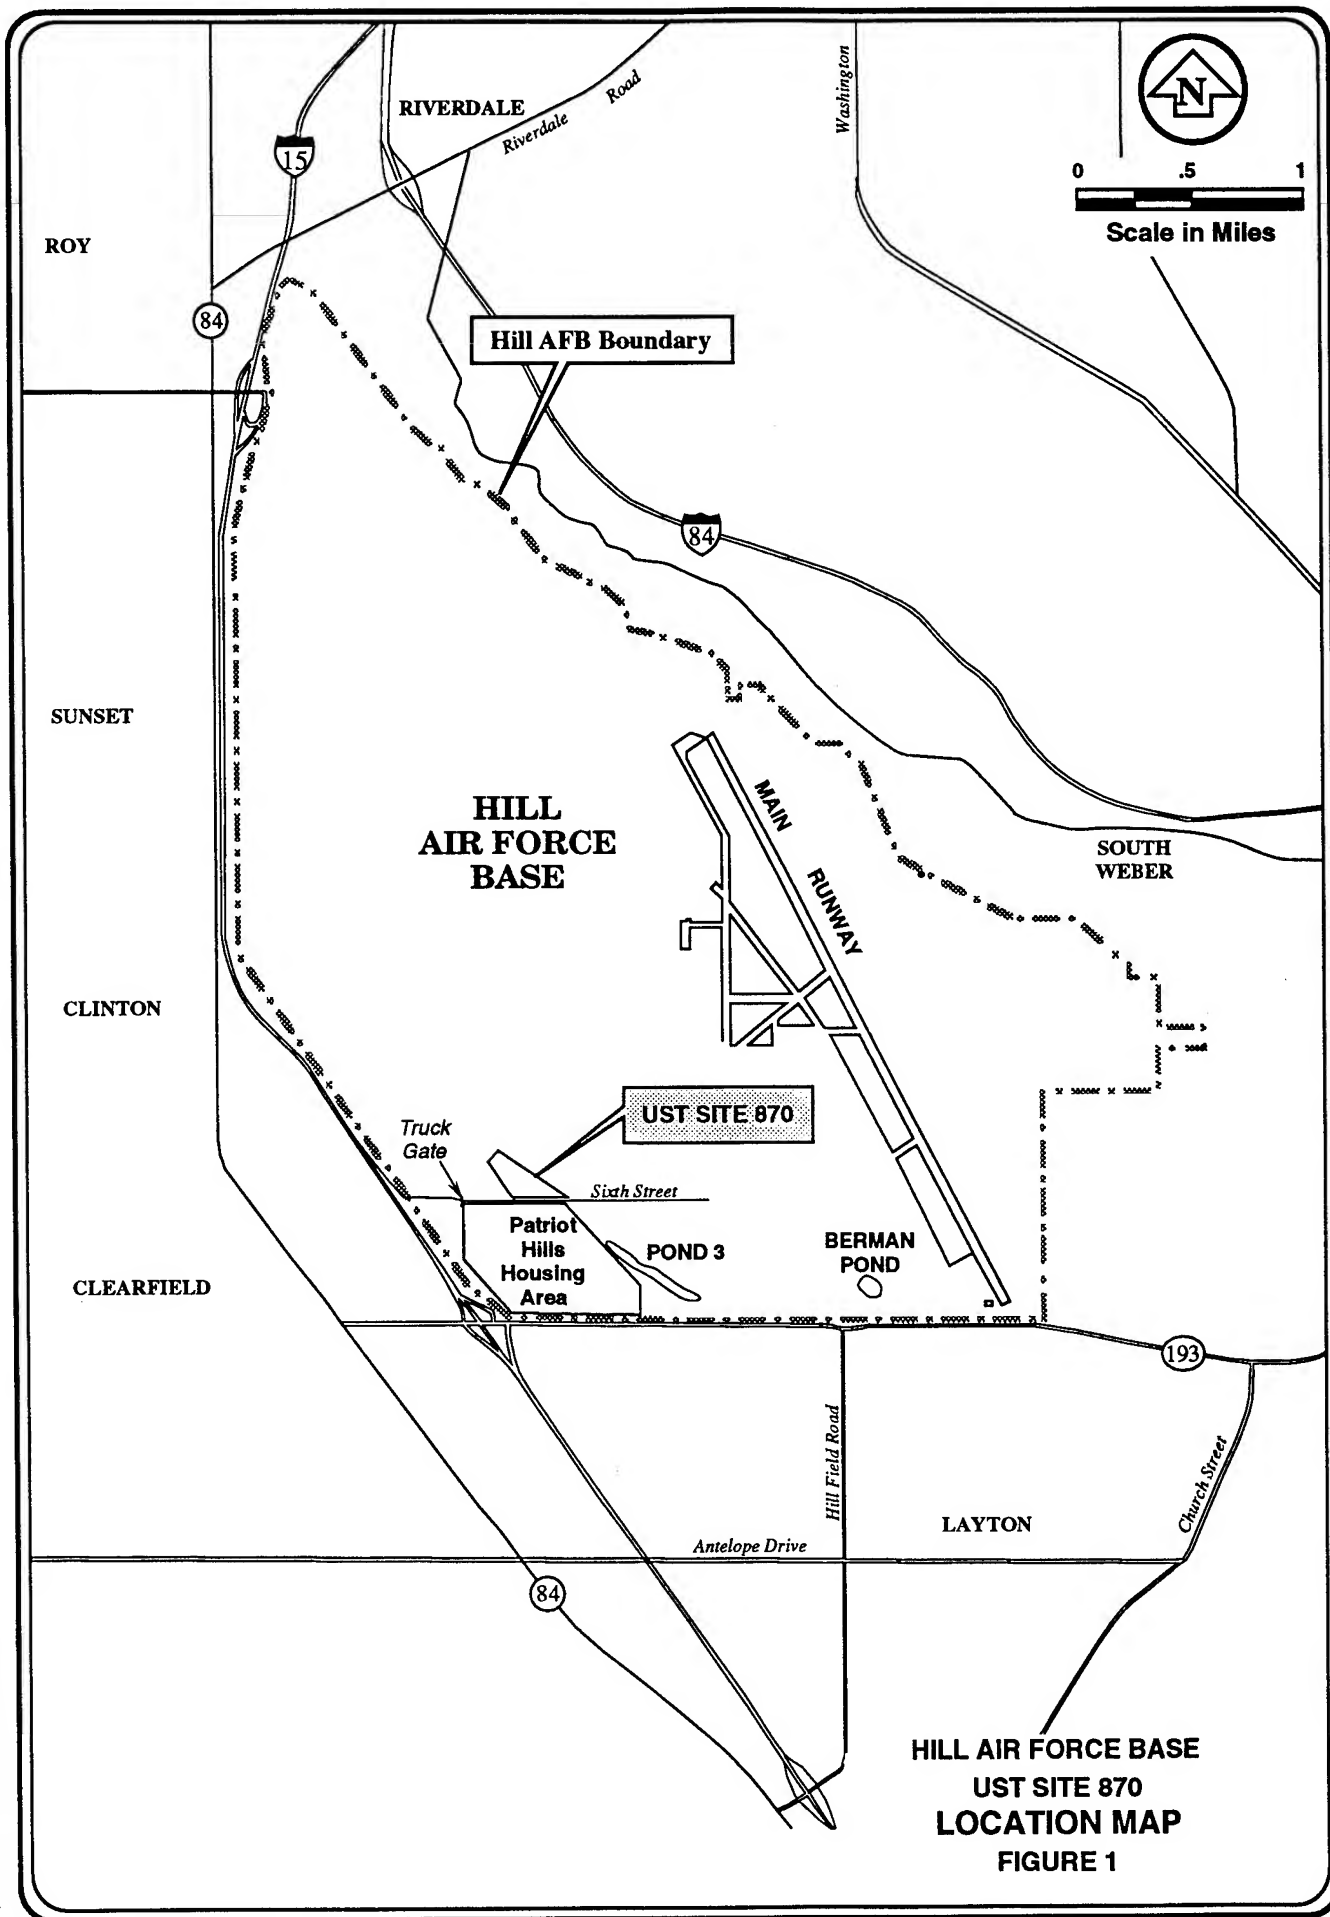 Washington
N
RIVERDALE
Riverdale Road
15
0 .5 1
Scale in Miles
ROY
84
Hill AFB Boundary
84
SUNSET
MAIN RUNWAY
HILL
AIR FORCE
BASE
SOUTH
WEBER
CLINTON
UST SITE 870
Truck
Gate
Sixth Street
Patriot
Hills
Housing
Area
POND 3
BERMAN
POND
CLEARFIELD
193
Hill Field Road
Church Street
LAYTON
Antelope Drive
84
HILL AIR FORCE BASE
UST SITE 870
LOCATION MAP
FIGURE 1